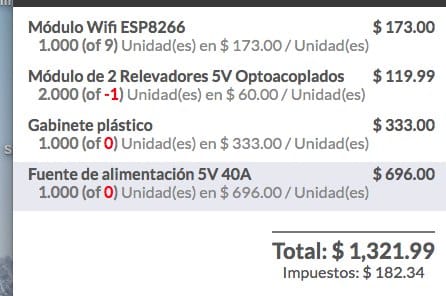 Módulo Wifi ESP8266 $ 173.00
1.000 (of 9) Unidad(es) en $ 173.00 / Unidad(es)
Módulo de 2 Relevadores 5V Optoacoplados $ 119.99
2.000 (of -1) Unidad(es) en $ 60.00 / Unidad(es)
Gabinete plástico $ 333.00
1.000 (of 0) Unidad(es) en $ 333.00 / Unidad(es)
Fuente de alimentación 5V 40A $ 696.00
1.000 (of 0) Unidad(es) en $ 696.00 / Unidad(es)
Total: $ 1,321.99
Impuestos: $ 182.34